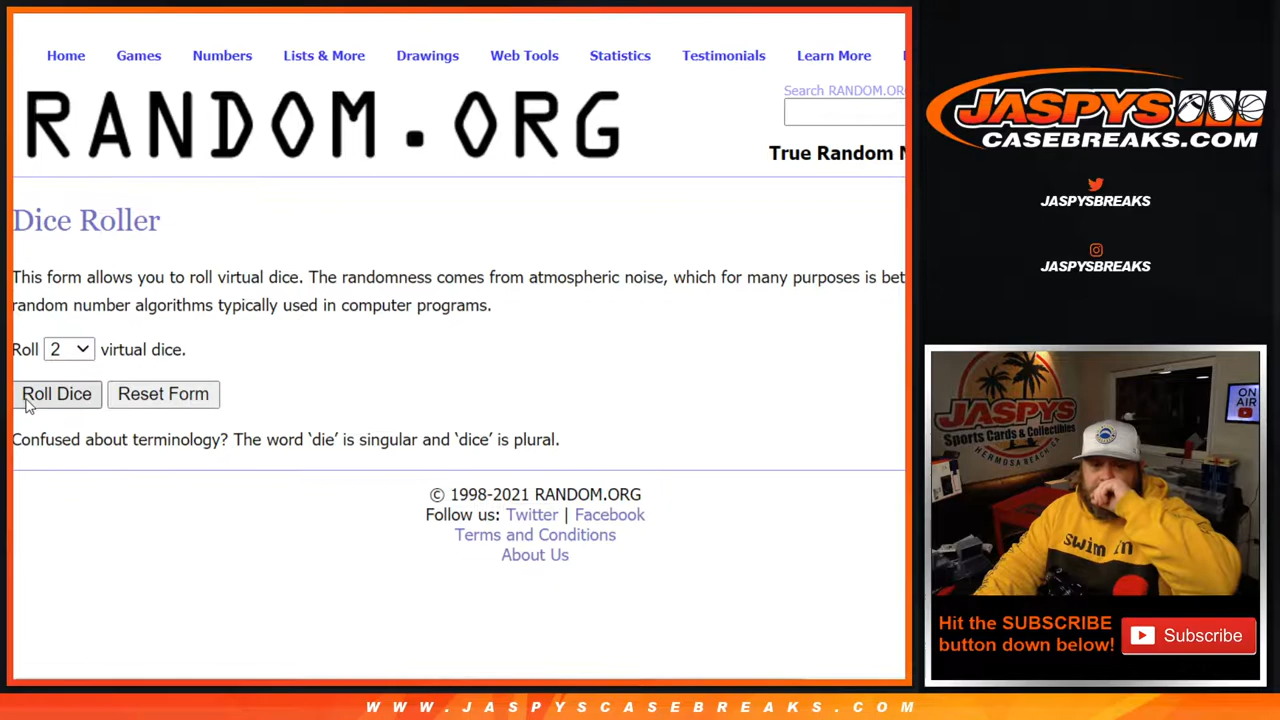 Home Games Numbers Lists & More Drawings Web Tools Statistics Testimonials Learn More
RANDOM.ORG
Search RANDOM.OR
True Random
Dice Roller
This form allows you to roll virtual dice. The randomness comes from atmospheric noise, which for many purposes is bet
random number algorithms typically used in computer programs.
Roll 2 virtual dice.
Roll Dice Reset Form
Confused about terminology? The word ‘die’ is singular and ‘dice’ is plural.
© 1998-2021 RANDOM.ORG
Follow us: Twitter | Facebook
Terms and Conditions
About Us
JASPYS
CASEBREAKS.COM
JASPYSBREAKS
JASPYSBREAKS
JASPYS
Sports Cards & Collectibles
HERMOSA BEACH, CA
ON
AIR
swim in
Hit the SUBSCRIBE
button down below!
Subscribe
WWW.JASPYSCASEBREAKS.COM